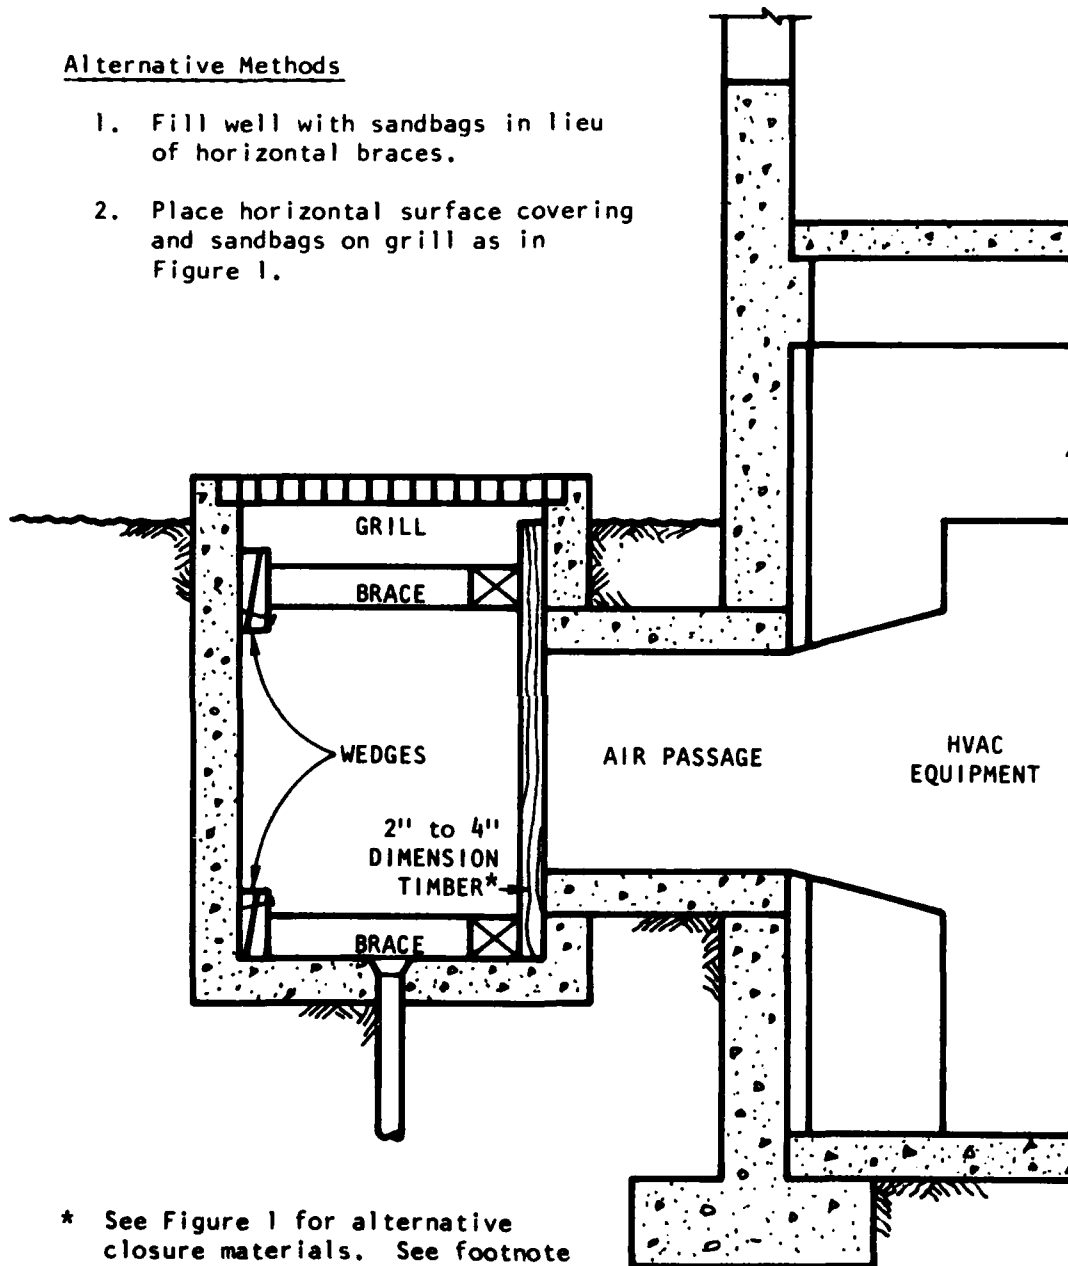 Alternative Methods
1. Fill well with sandbags in lieu
of horizontal braces.
2. Place horizontal surface covering
and sandbags on grill as in
Figure 1.
GRILL
BRACE
WEDGES
AIR PASSAGE
HVAC
EQUIPMENT
2" to 4"
DIMENSION
TIMBER*
BRACE
* See Figure 1 for alternative
closure materials. See footnote